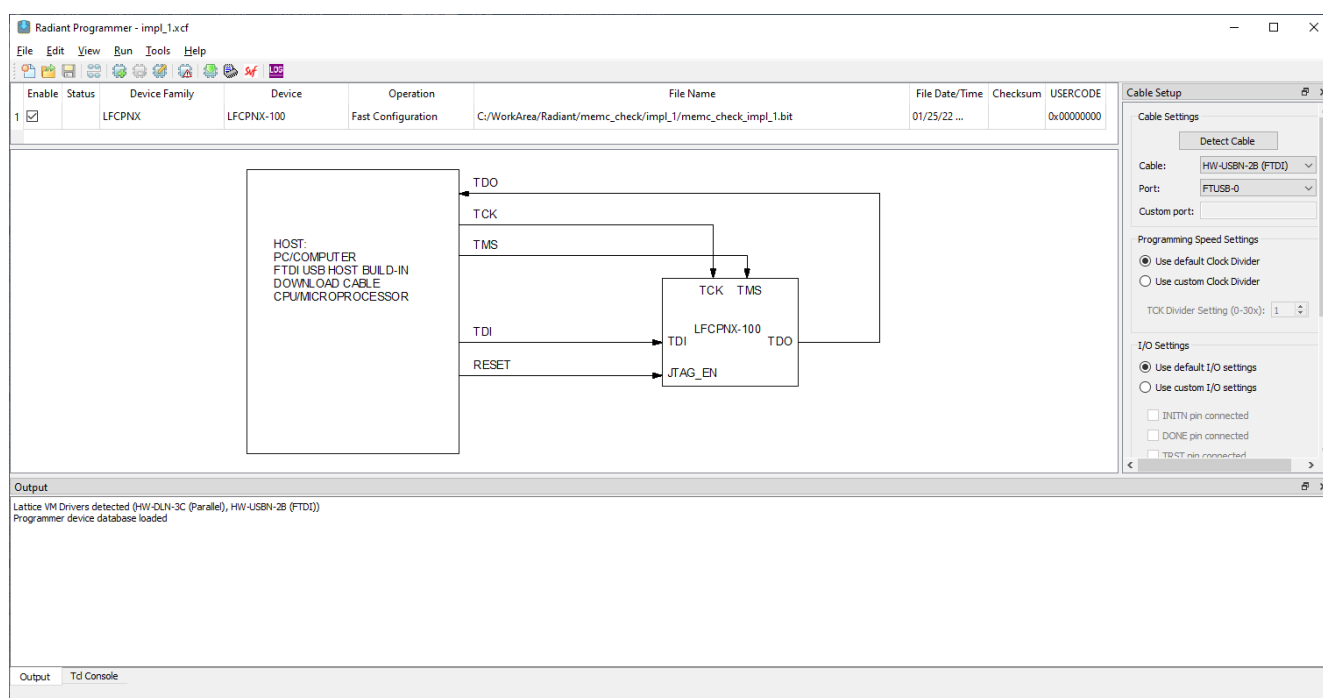 Radiant Programmer - impl_1.xcf
File Edit View Run Tools Help
Svf LOG
Enable Status Device Family Device Operation File Name File Date/Time Checksum USERCODE
1 LFCPNX LFCPNX-100 Fast Configuration C:/WorkArea/Radiant/memc_check/impl_1/memc_check_impl_1.bit 01/25/22 ... 0x00000000
TDO
TCK
TMS
HOST:
PC/COMPUTER
FTDI USB HOST BUILD-IN
DOWNLOAD CABLE
CPU/MICROPROCESSOR
TCK TMS
LFCPNX-100
TDI
TDI TDO
RESET
JTAG_EN
Cable Setup
Cable Settings
Detect Cable
Cable: HW-USBN-2B (FTDI)
Port: FTUSB-0
Custom port:
Programming Speed Settings
Use default Clock Divider
Use custom Clock Divider
TCK Divider Setting (0-30x): 1
I/O Settings
Use default I/O settings
Use custom I/O settings
INITN pin connected
DONE pin connected
TRST pin connected
Output
Lattice VM Drivers detected (HW-DLN-3C (Parallel), HW-USBN-2B (FTDI))
Programmer device database loaded
Output Tcl Console